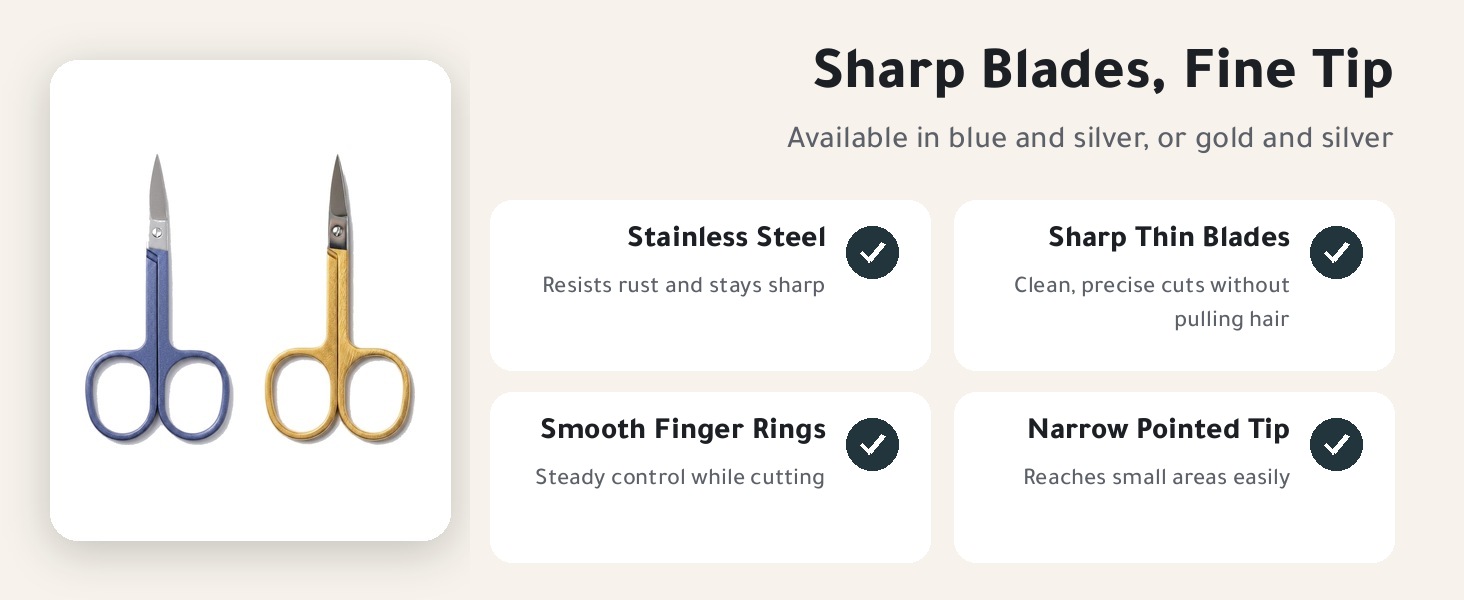 Sharp Blades, Fine Tip
Available in blue and silver, or gold and silver
Stainless Steel
Resists rust and stays sharp
Sharp Thin Blades
Clean, precise cuts without
pulling hair
Smooth Finger Rings
Steady control while cutting
Narrow Pointed Tip
Reaches small areas easily